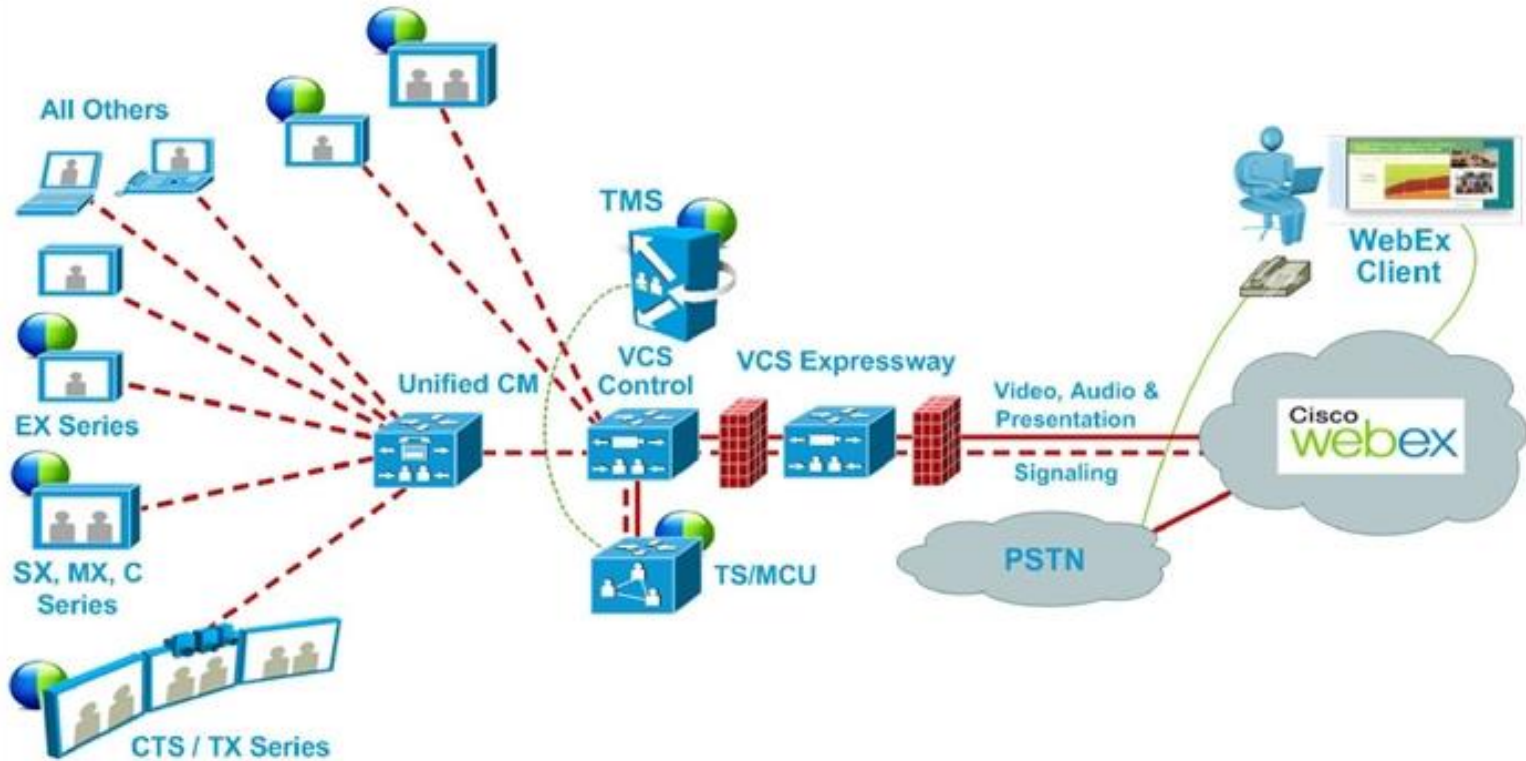 All Others
TMS
WebEx
Client
VCS
Control
VCS Expressway
Unified CM
Video, Audio &
Presentation
Cisco
webex
EX Series
Signaling
SX, MX, C
Series
TS/MCU
PSTN
CTS / TX Series